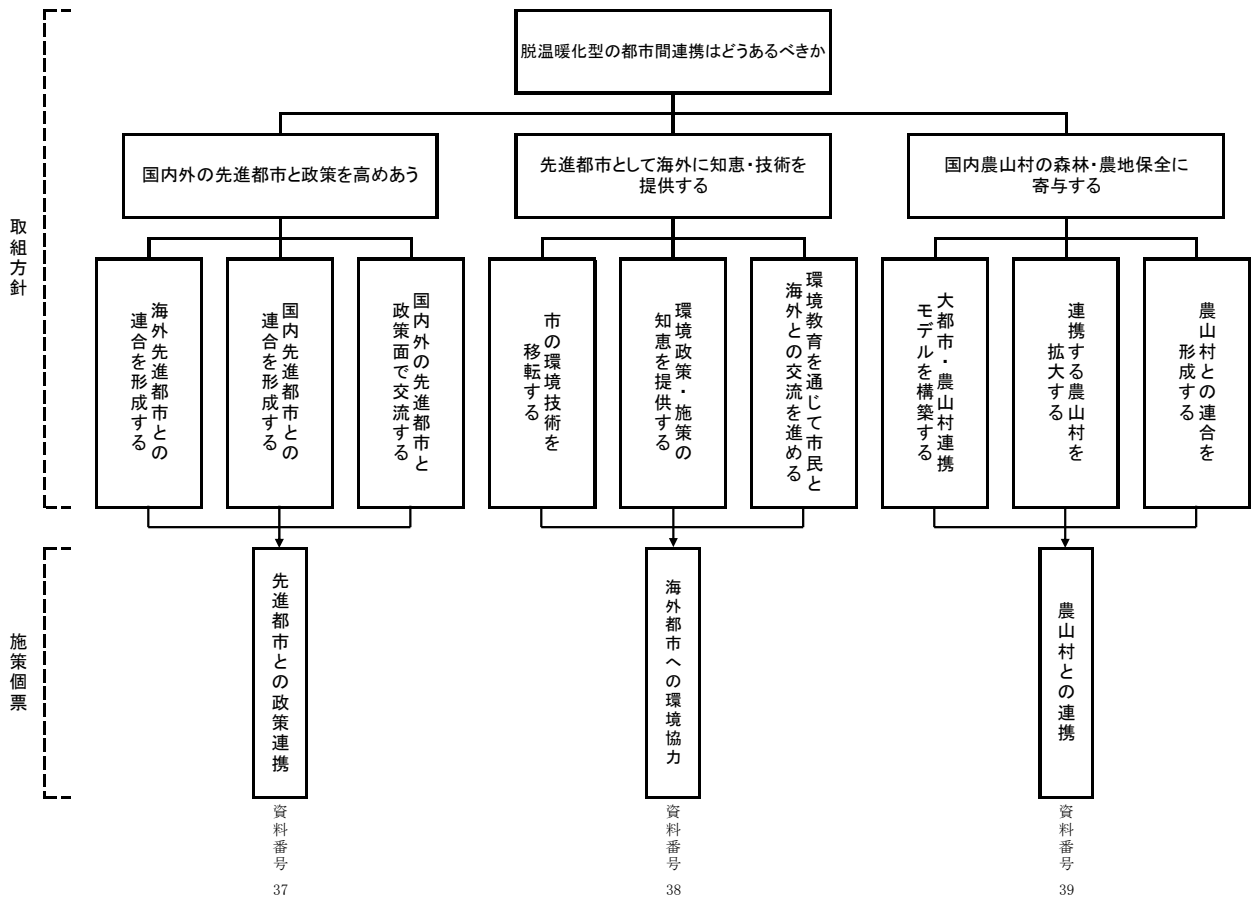 脱温暖化型の都市間連携はどうあるべきか
国内外の先進都市と政策を高めあう
先進都市として海外に知恵・技術を
提供する
国内農山村の森林・農地保全に
寄与する
取組方針
海外先進都市との
連合を形成する
国内先進都市との
連合を形成する
国内外の先進都市と
政策面で交流する
市の環境技術を
移転する
環境政策・施策の
知恵を提供する
環境教育を通じて市民と
海外との交流を進める
大都市・農山村連携
モデルを構築する
連携する農山村を
拡大する
農山村との連合を
形成する
施策個票
先進都市との政策連携
海外都市への環境協力
農山村との連携
資料番号
37
資料番号
38
資料番号
39